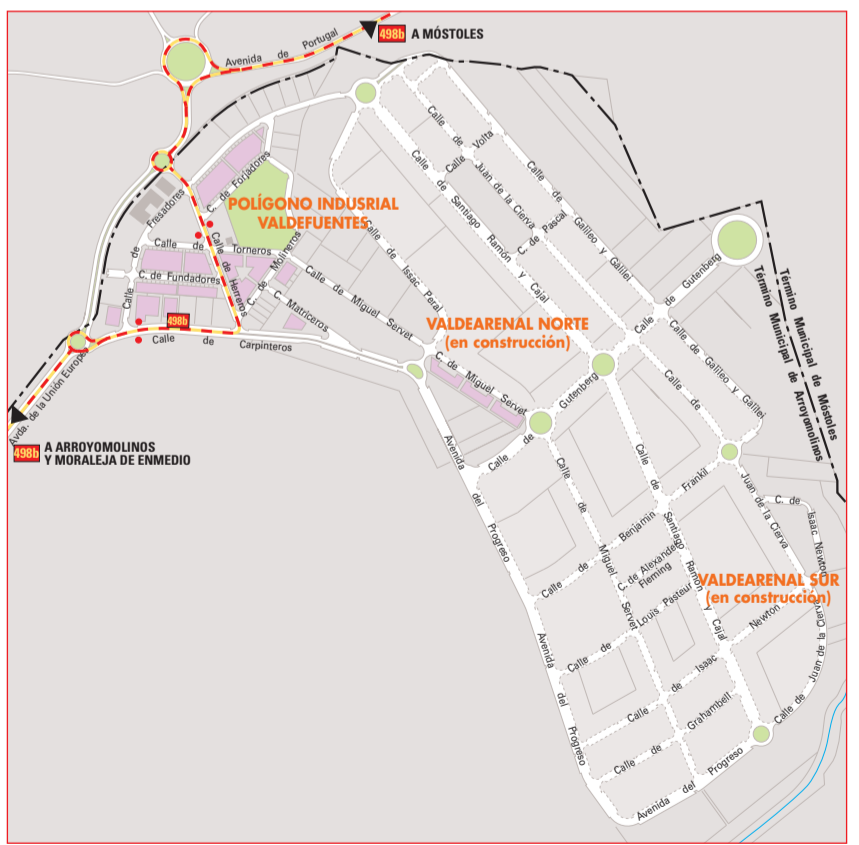 498b A MÓSTOLES
Avenida de Portugal
C. de Forjadores
POLÍGONO INDUSRIAL
VALDEFUENTES
Calle de Fresadores
Calle de Torneros
C. de Fundadores
Calle de Herreros
C. de Molineros
C. Matriceros
498b
Calle de Carpinteros
Avda. de la Unión Europea
498b A ARROYOMOLINOS
Y MORALEJA DE ENMEDIO
Calle de Volta
Calle de Juan de la Cierva
Calle de Santiago Ramón y Cajal
C. de Pascal
Calle de Galileo y Galilei
Calle de Isaac Peral
Calle de Miguel Servet
C. de Miguel Servet
VALDEARENAL NORTE
(en construcción)
Calle de Gutenberg
Calle de Galileo y Galilei
Término Municipal de Móstoles
Término Municipal de Arroyomolinos
Calle de
Calle de Gutenberg
Avenida del Progreso
Calle de Miguel Servet
Calle de Santiago Ramón y Cajal
Calle de Benjamin Frankil
C. de Alexander
Fleming
Calle de Louis Pasteur
Juan de la Cierva
C. de Isaac Newton
VALDEARENAL SUR
(en construcción)
Calle de Isaac Newton
Calle de Grahambell
Calle de Juan de la Cierva
Avenida del Progreso
Avenida del Progreso